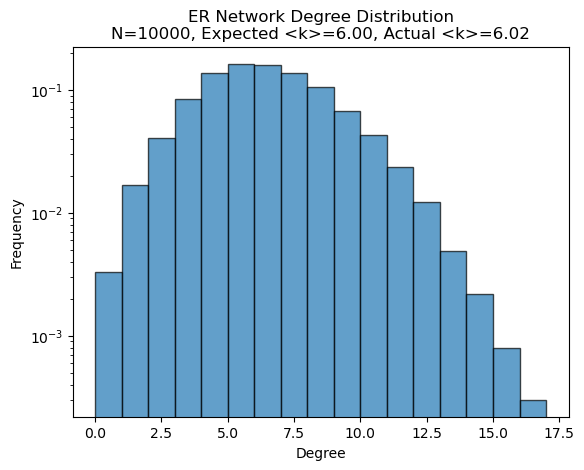 ER Network Degree Distribution
N=10000, Expected <k>=6.00, Actual <k>=6.02
Frequency
10⁻¹
10⁻²
10⁻³
0.0 2.5 5.0 7.5 10.0 12.5 15.0 17.5
Degree